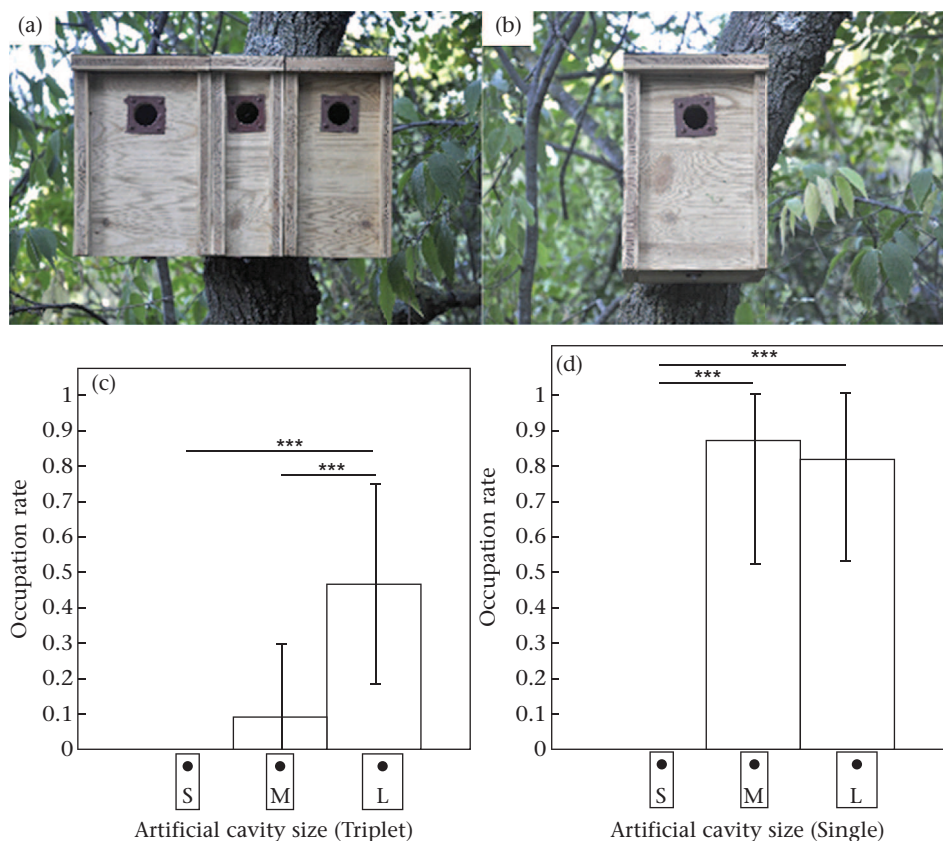 (a)
(b)
(c)
***
***
1
0.9
0.8
0.7
0.6
0.5
0.4
0.3
0.2
0.1
0
Occupation rate
S
M
L
Artificial cavity size (Triplet)
(d)
***
***
1
0.9
0.8
0.7
0.6
0.5
0.4
0.3
0.2
0.1
0
Occupation rate
S
M
L
Artificial cavity size (Single)